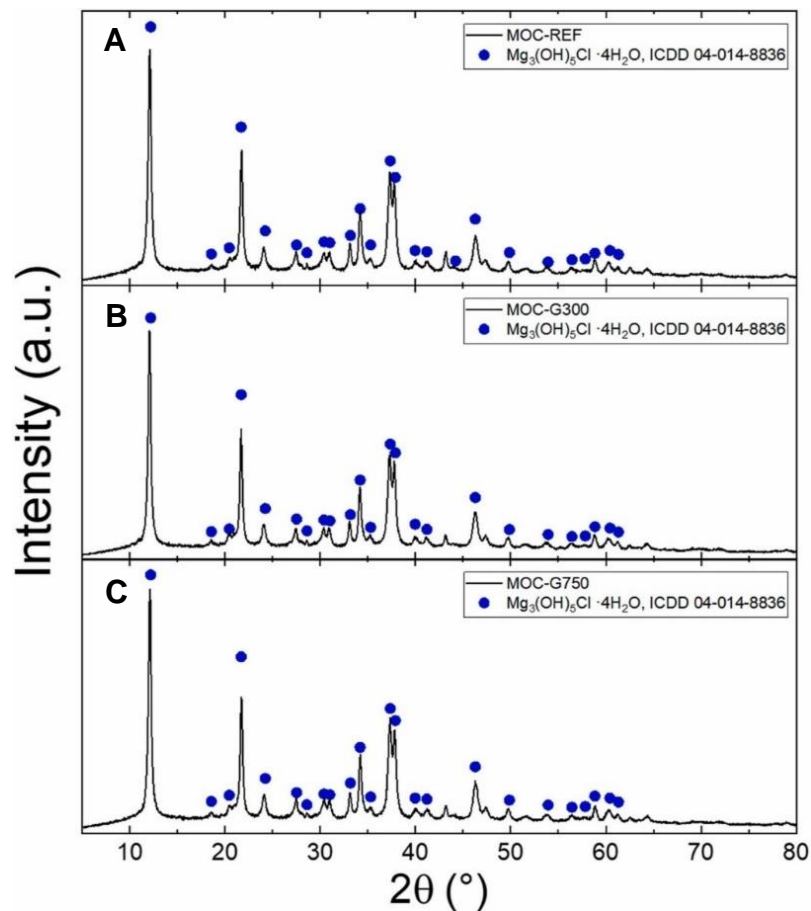 A
MOC-REF
Mg₃(OH)₅Cl ·4H₂O, ICDD 04-014-8836
B
MOC-G300
Mg₃(OH)₅Cl ·4H₂O, ICDD 04-014-8836
C
MOC-G750
Mg₃(OH)₅Cl ·4H₂O, ICDD 04-014-8836
Intensity (a.u.)
10 20 30 40 50 60 70 80
2θ (°)